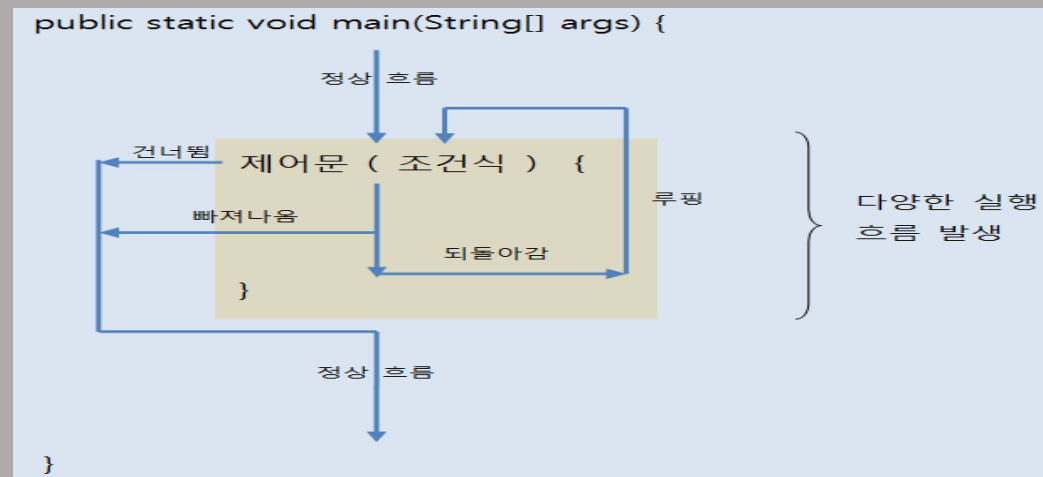 public static void main(String[] args) {
정상 흐름
건너뜀
제어문 ( 조건식 ) {
루핑
다양한 실행
흐름 발생
빠져나옴
되돌아감
}
정상 흐름
}